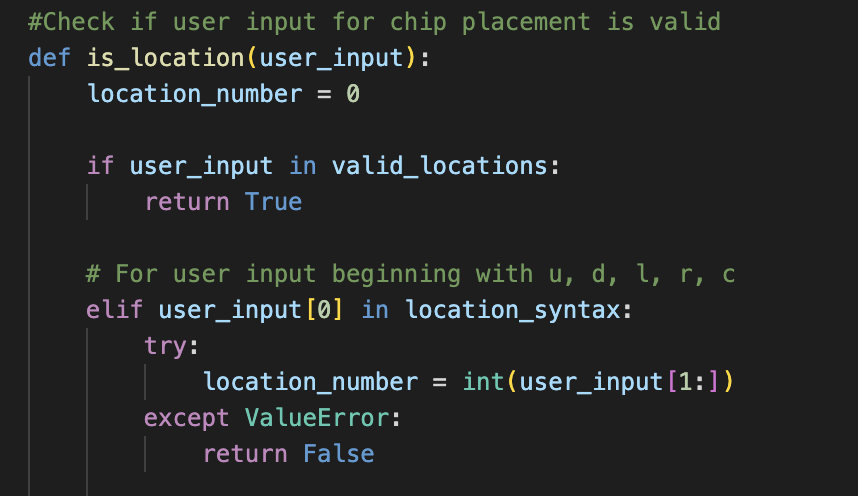 #Check if user input for chip placement is valid
def is_location(user_input):
    location_number = 0
    if user_input in valid_locations:
        return True
    # For user input beginning with u, d, l, r, c
    elif user_input[0] in location_syntax:
        try:
            location_number = int(user_input[1:])
        except ValueError:
            return False